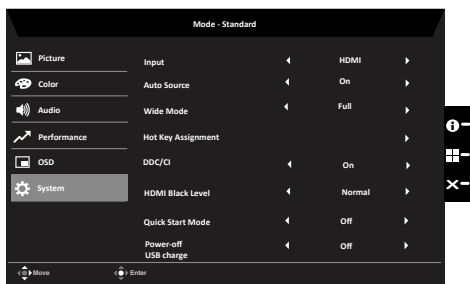 Mode - Standard
Picture
Color
Audio
Performance
OSD
System
Input HDMI
Auto Source On
Wide Mode Full
Hot Key Assignment
DDC/CI On
HDMI Black Level Normal
Quick Start Mode Off
Power-off Off
USB charge
Move Enter